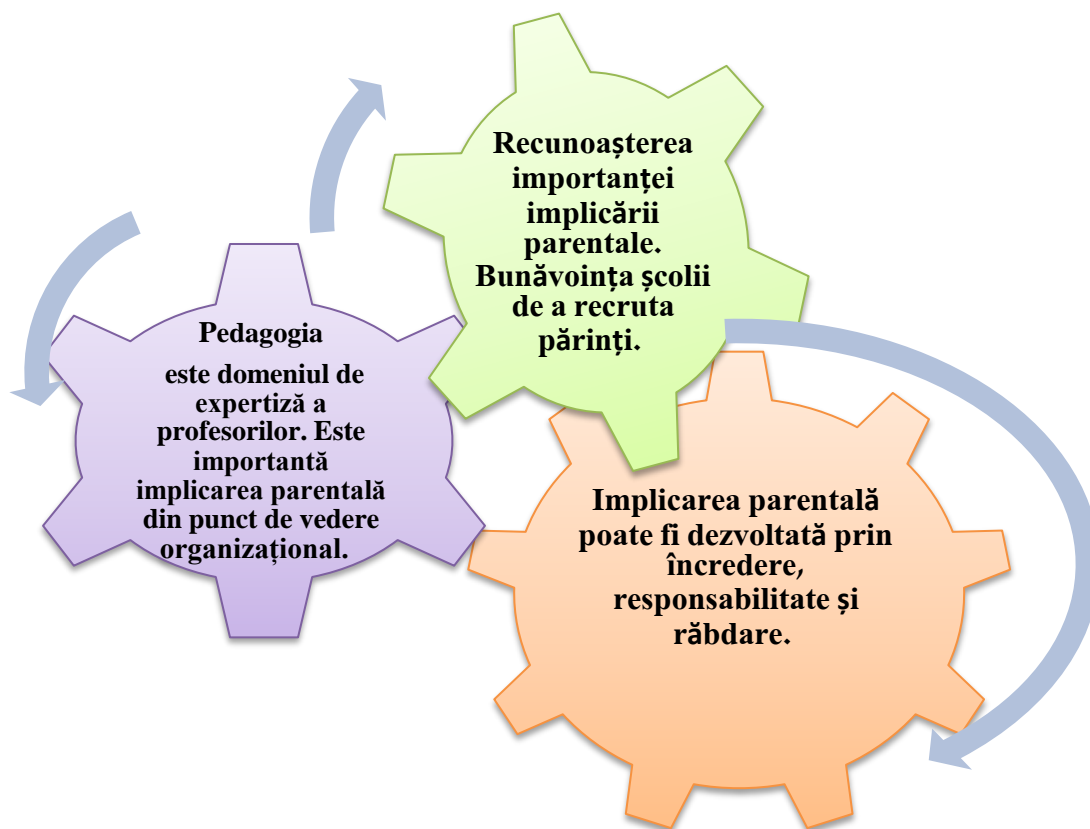 Recunoașterea
importanței
implicării
parentale.
Bunăvoința școlii
de a recruta
părinți.
Pedagogia
este domeniul de
expertiză a
profesorilor. Este
importantă
implicarea parentală
din punct de vedere
organizațional.
Implicarea parentală
poate fi dezvoltată prin
încredere,
responsabilitate și
răbdare.